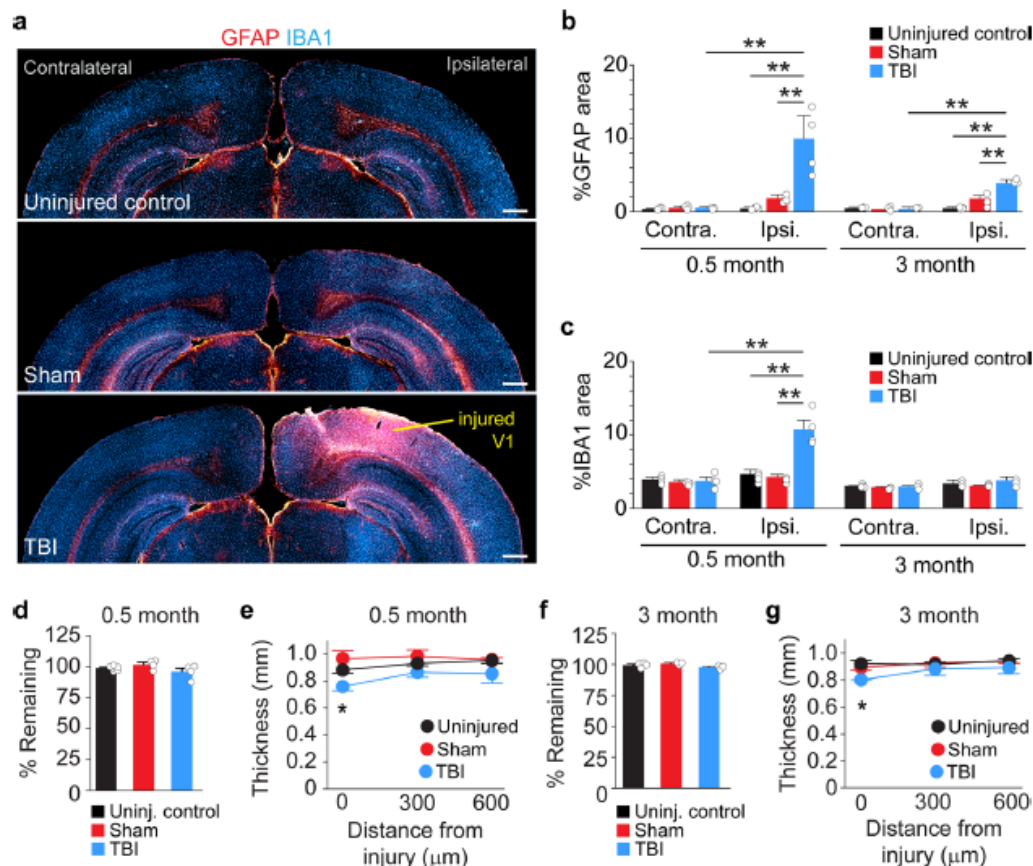 a
GFAP IBA1
Contralateral
Ipsilateral
Uninjured control
Sham
injured
V1
TBI
b
Uninjured control
Sham
TBI
**
**
**
**
**
**
20
10
0
%GFAP area
Contra.
Ipsi.
Contra.
Ipsi.
0.5 month
3 month
c
Uninjured control
Sham
TBI
**
**
**
20
10
0
%IBA1 area
Contra.
Ipsi.
Contra.
Ipsi.
0.5 month
3 month
d
0.5 month
125
100
75
50
25
0
% Remaining
Uninj. control
Sham
TBI
e
0.5 month
1.0
0.8
0.6
0.4
0.2
0
Thickness (mm)
*
Uninjured
Sham
TBI
0
300
600
Distance from
injury (μm)
f
3 month
125
100
75
50
25
0
% Remaining
Uninj. control
Sham
TBI
g
3 month
1.0
0.8
0.6
0.4
0.2
0
Thickness (mm)
*
Uninjured
Sham
TBI
0
300
600
Distance from
injury (μm)